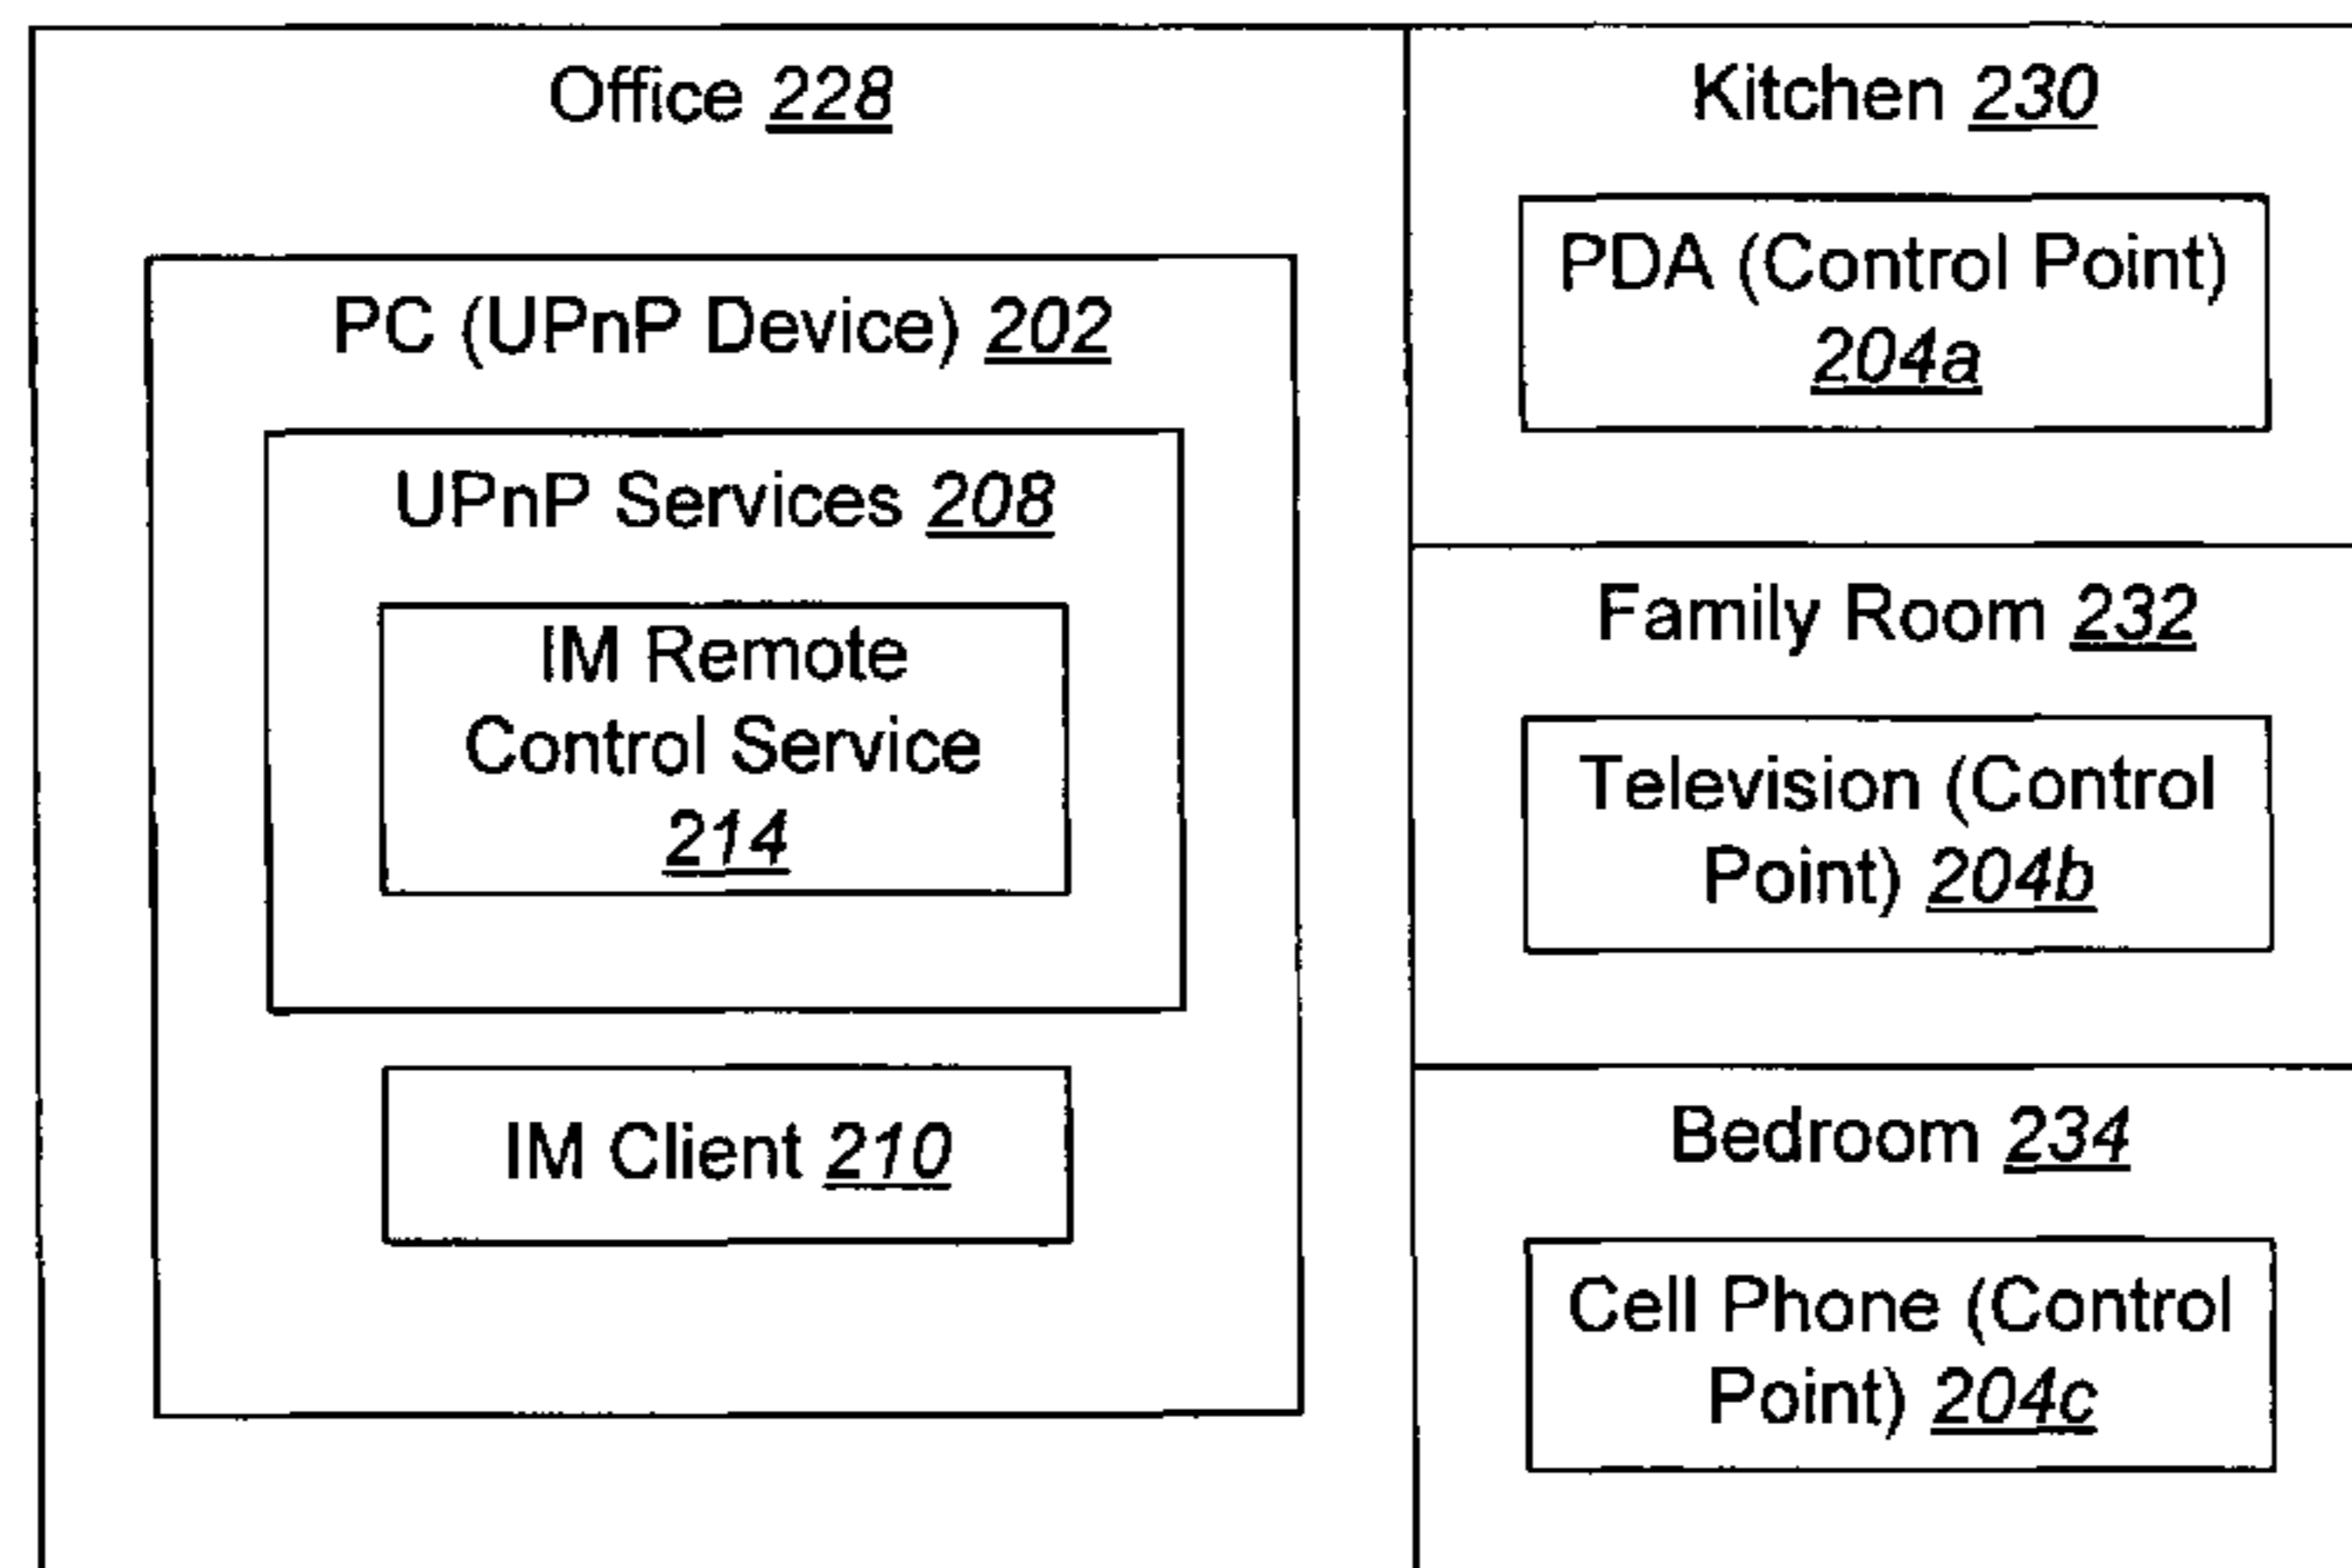 Office 228
PC (UPnP Device) 202
UPnP Services 208
IM Remote
Control Service
214
IM Client 210
Kitchen 230
PDA (Control Point)
204a
Family Room 232
Television (Control
Point) 204b
Bedroom 234
Cell Phone (Control
Point) 204c